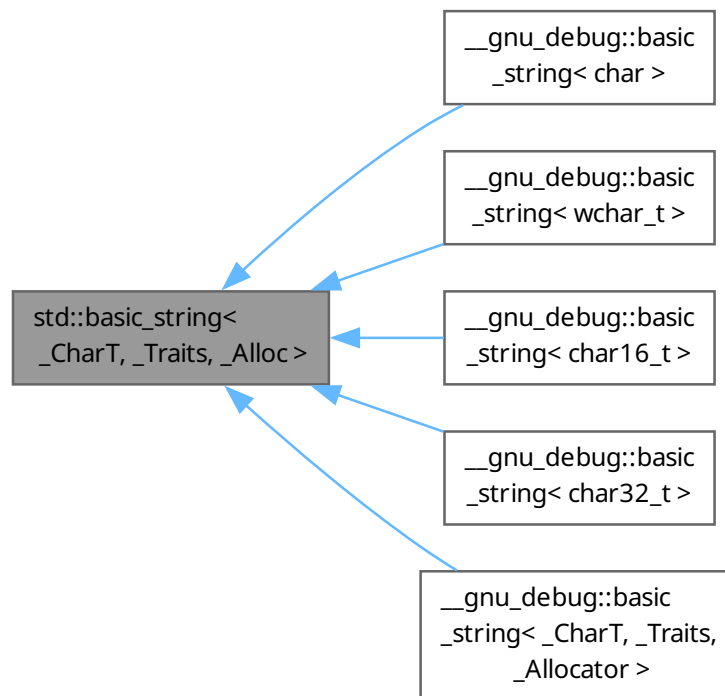 __gnu_debug::basic
_string< char >
__gnu_debug::basic
_string< wchar_t >
std::basic_string<
_CharT, _Traits, _Alloc >
__gnu_debug::basic
_string< char16_t >
__gnu_debug::basic
_string< char32_t >
__gnu_debug::basic
_string< _CharT, _Traits,
_Allocator >